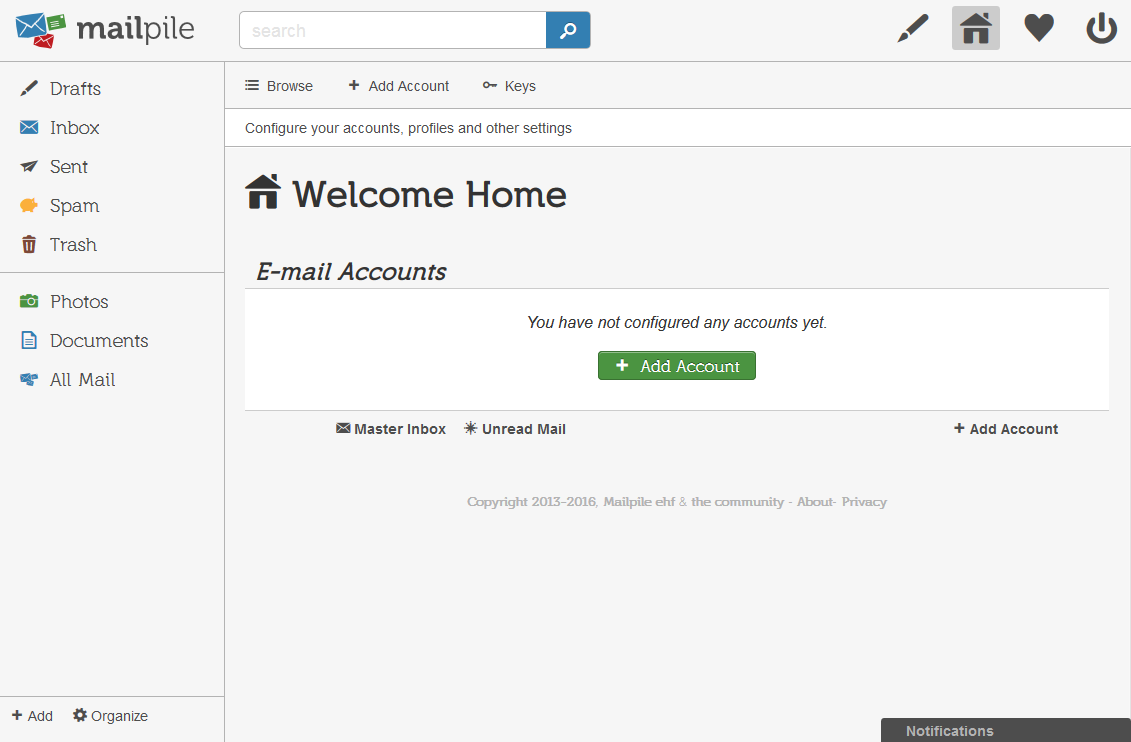 mailpile
search
Drafts
Inbox
Sent
Spam
Trash
Photos
Documents
All Mail
Add Organize
Browse Add Account Keys
Configure your accounts, profiles and other settings
Welcome Home
E-mail Accounts
You have not configured any accounts yet.
Add Account
Master Inbox Unread Mail Add Account
Copyright 2013-2016, Mailpile ehf & the community - About- Privacy
Notifications